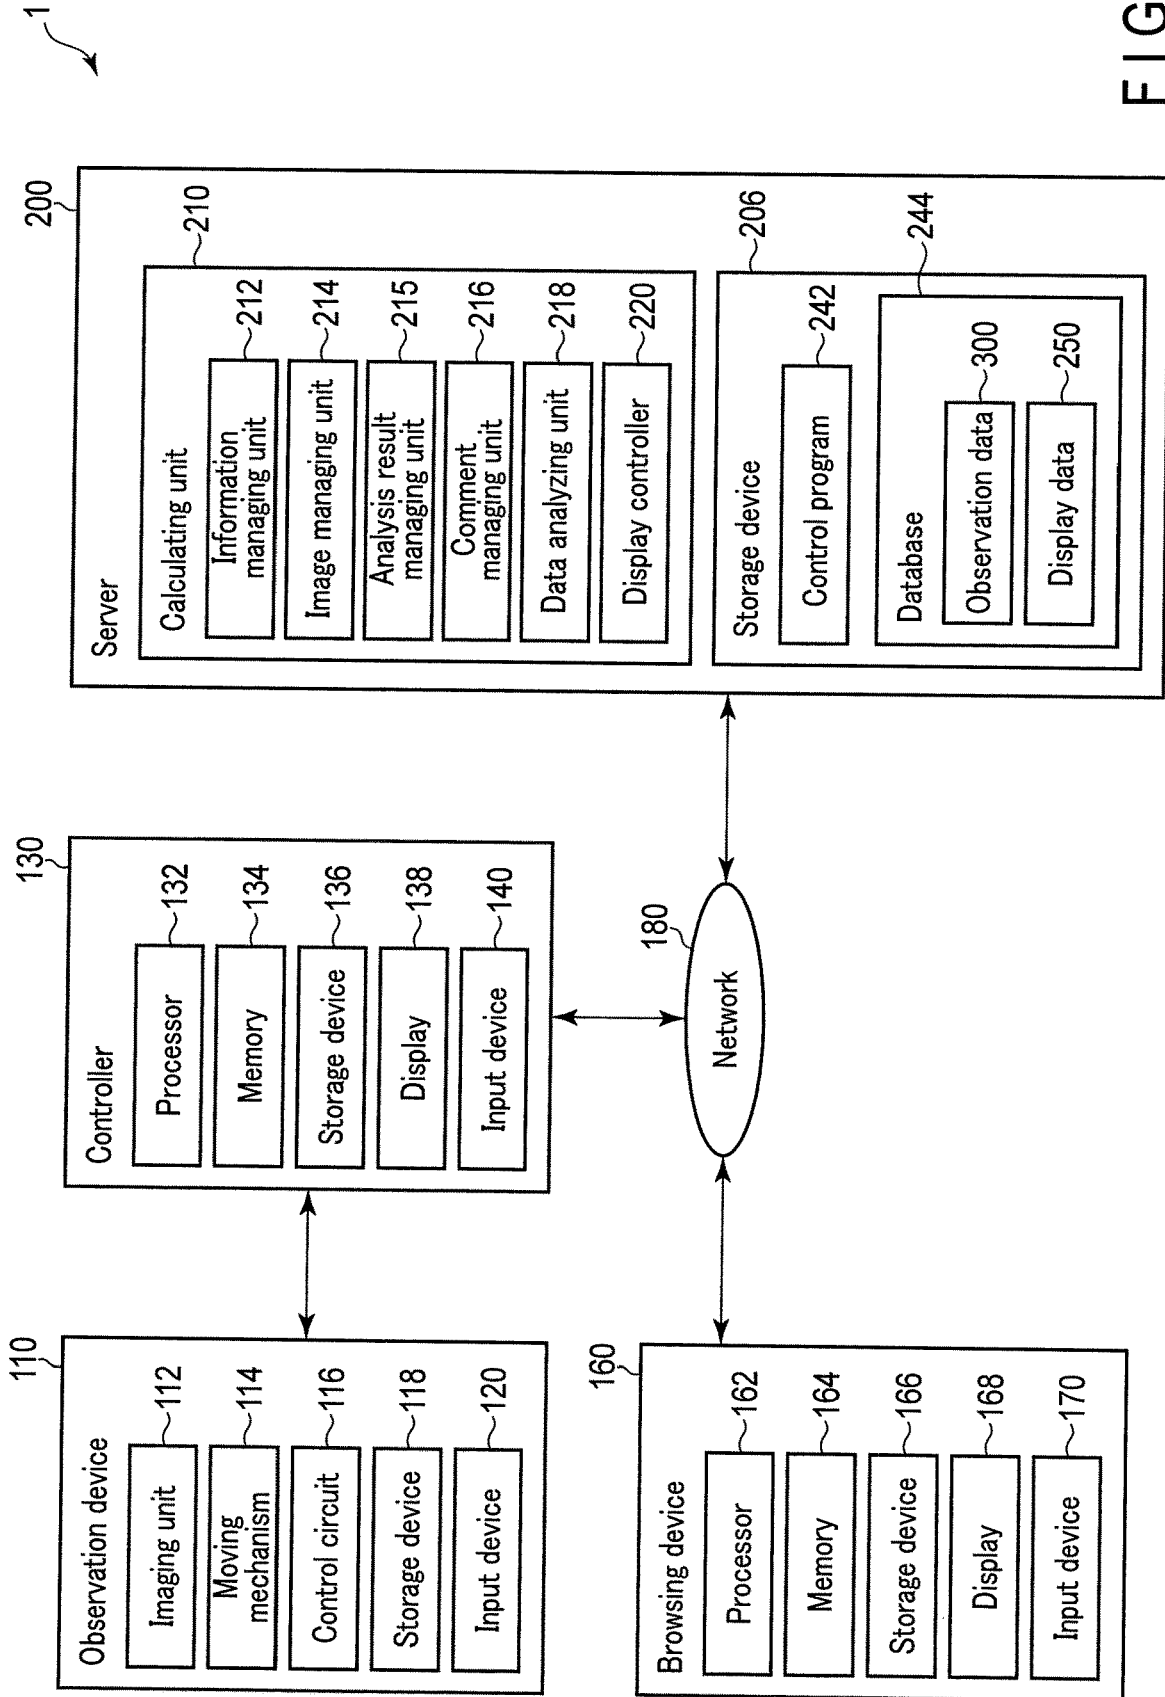 1
Observation device
110
Imaging unit
112
Moving
mechanism
114
Control circuit
116
Storage device
118
Input device
120
Controller
130
Processor
132
Memory
134
Storage device
136
Display
138
Input device
140
Server
200
Calculating unit
210
Information
managing unit
212
Image managing unit
214
Analysis result
managing unit
215
Comment
managing unit
216
Data analyzing unit
218
Display controller
220
Storage device
206
Control program
242
Database
244
Observation data
300
Display data
250
Network
180
Browsing device
160
Processor
162
Memory
164
Storage device
166
Display
168
Input device
170
FIG